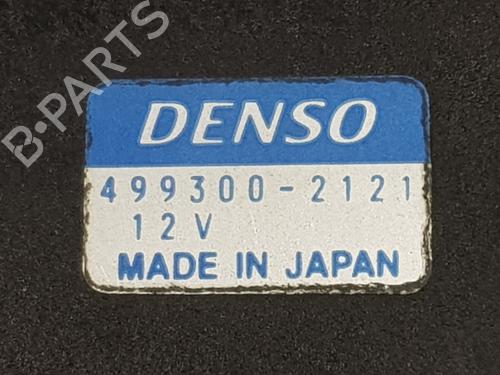 B-PARTS
DENSO
499300-2121
12V
MADE IN JAPAN